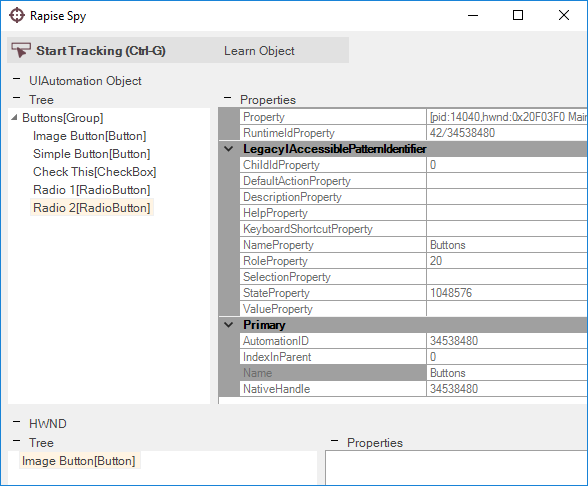 Rapise Spy
Start Tracking (Ctrl-G) Learn Object
UIAutomation Object
Tree
Buttons[Group]
Image Button[Button]
Simple Button[Button]
Check This[CheckBox]
Radio 1[RadioButton]
Radio 2[RadioButton]
Properties
Property [pid:14040,hwnd:0x20F03F0 Main
RuntimeIdProperty 42/34538480
LegacyIAccessiblePatternIdentifier
ChildIdProperty 0
DefaultActionProperty
DescriptionProperty
HelpProperty
KeyboardShortcutProperty
NameProperty Buttons
RoleProperty 20
SelectionProperty
StateProperty 1048576
ValueProperty
Primary
AutomationID 34538480
IndexInParent 0
Name Buttons
NativeHandle 34538480
HWND
Tree
Image Button[Button]
Properties